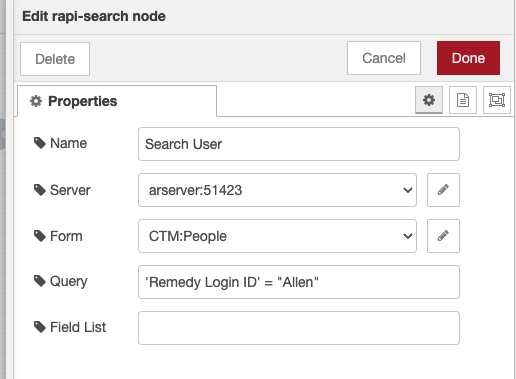 Edit rapi-search node
Delete
Cancel
Done
Properties
Name
Search User
Server
arserver:51423
Form
CTM:People
Query
'Remedy Login ID' = "Allen"
Field List